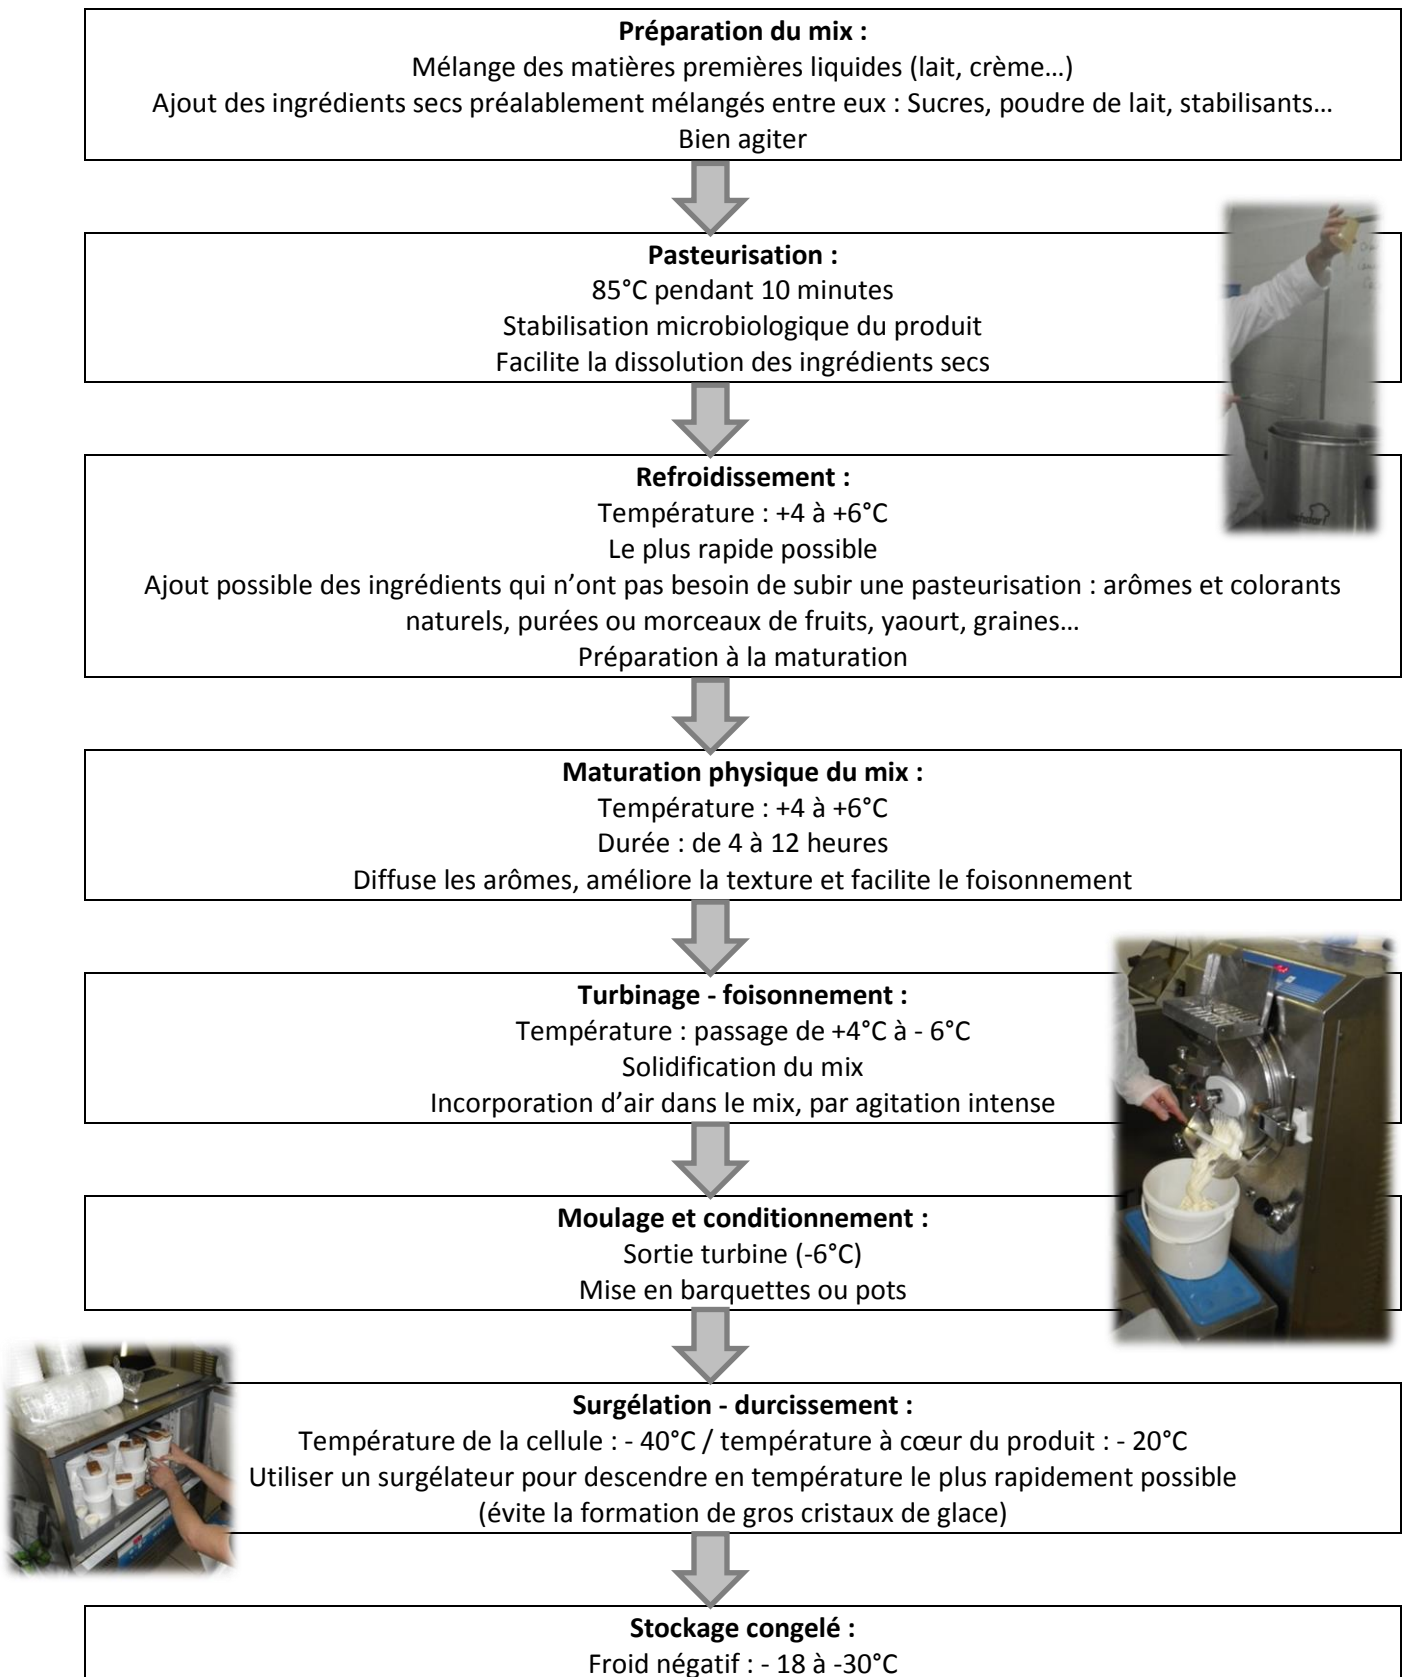 Préparation du mix :
Mélange des matières premières liquides (lait, crème…)
Ajout des ingrédients secs préalablement mélangés entre eux : Sucres, poudre de lait, stabilisants…
Bien agiter
Pasteurisation :
85°C pendant 10 minutes
Stabilisation microbiologique du produit
Facilite la dissolution des ingrédients secs
Refroidissement :
Température : +4 à +6°C
Le plus rapide possible
Ajout possible des ingrédients qui n’ont pas besoin de subir une pasteurisation : arômes et colorants
naturels, purées ou morceaux de fruits, yaourt, graines…
Préparation à la maturation
Maturation physique du mix :
Température : +4 à +6°C
Durée : de 4 à 12 heures
Diffuse les arômes, améliore la texture et facilite le foisonnement
Turbinage - foisonnement :
Température : passage de +4°C à - 6°C
Solidification du mix
Incorporation d’air dans le mix, par agitation intense
Moulage et conditionnement :
Sortie turbine (-6°C)
Mise en barquettes ou pots
Surgélation - durcissement :
Température de la cellule : - 40°C / température à cœur du produit : - 20°C
Utiliser un surgélateur pour descendre en température le plus rapidement possible
(évite la formation de gros cristaux de glace)
Stockage congelé :
Froid négatif : - 18 à -30°C